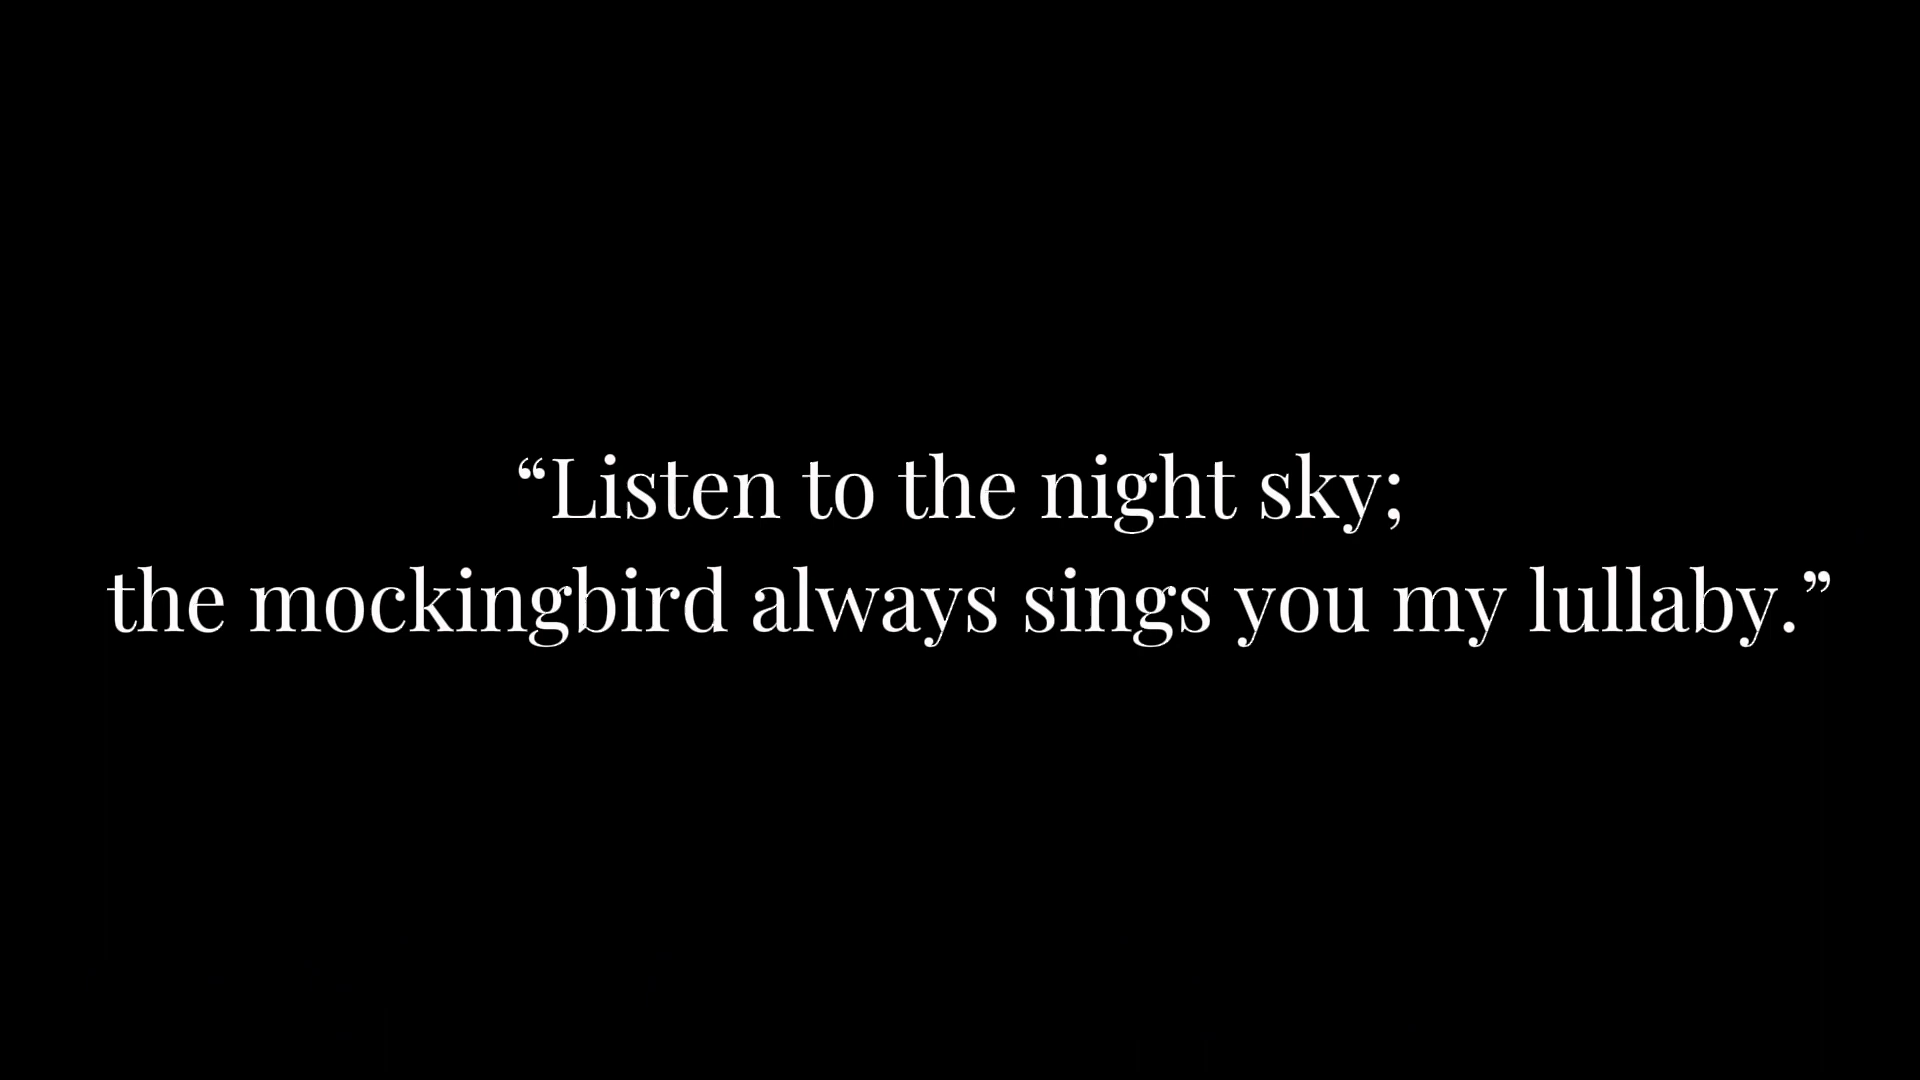 “Listen to the night sky;
the mockingbird always sings you my lullaby.”